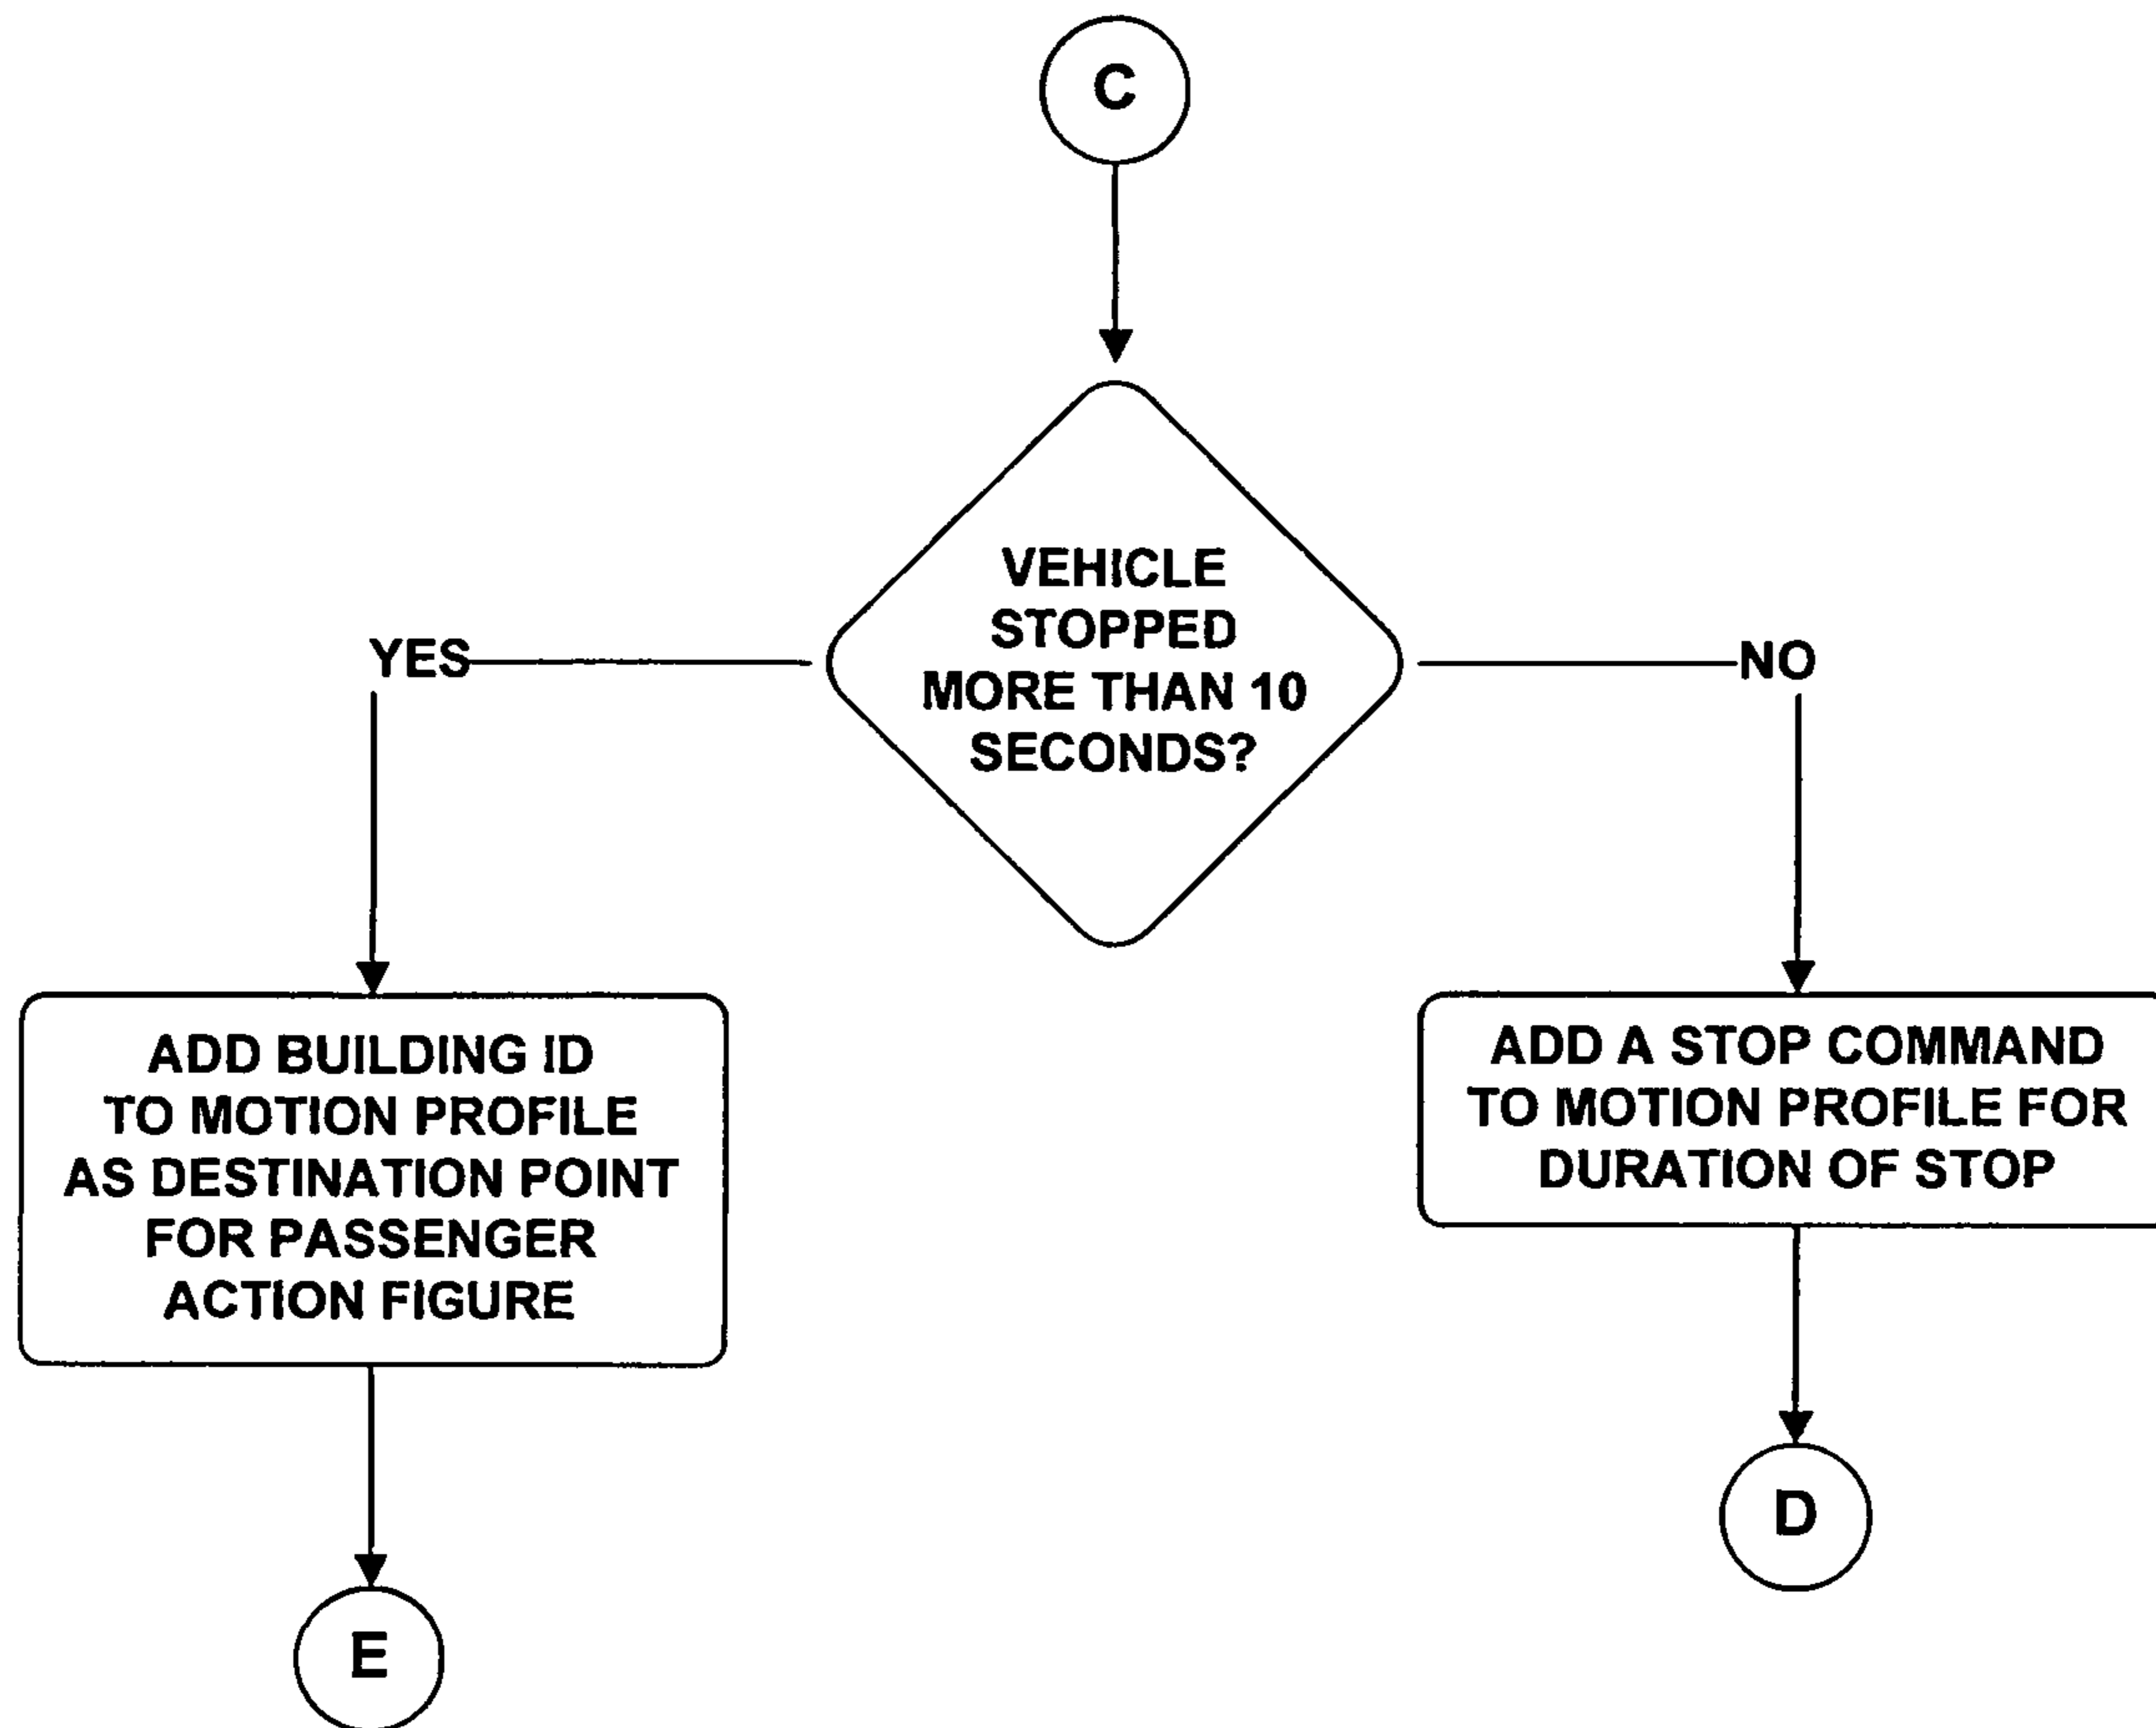 C
VEHICLE
STOPPED
MORE THAN 10
SECONDS?
YES
NO
ADD BUILDING ID
TO MOTION PROFILE
AS DESTINATION POINT
FOR PASSENGER
ACTION FIGURE
ADD A STOP COMMAND
TO MOTION PROFILE FOR
DURATION OF STOP
D
E